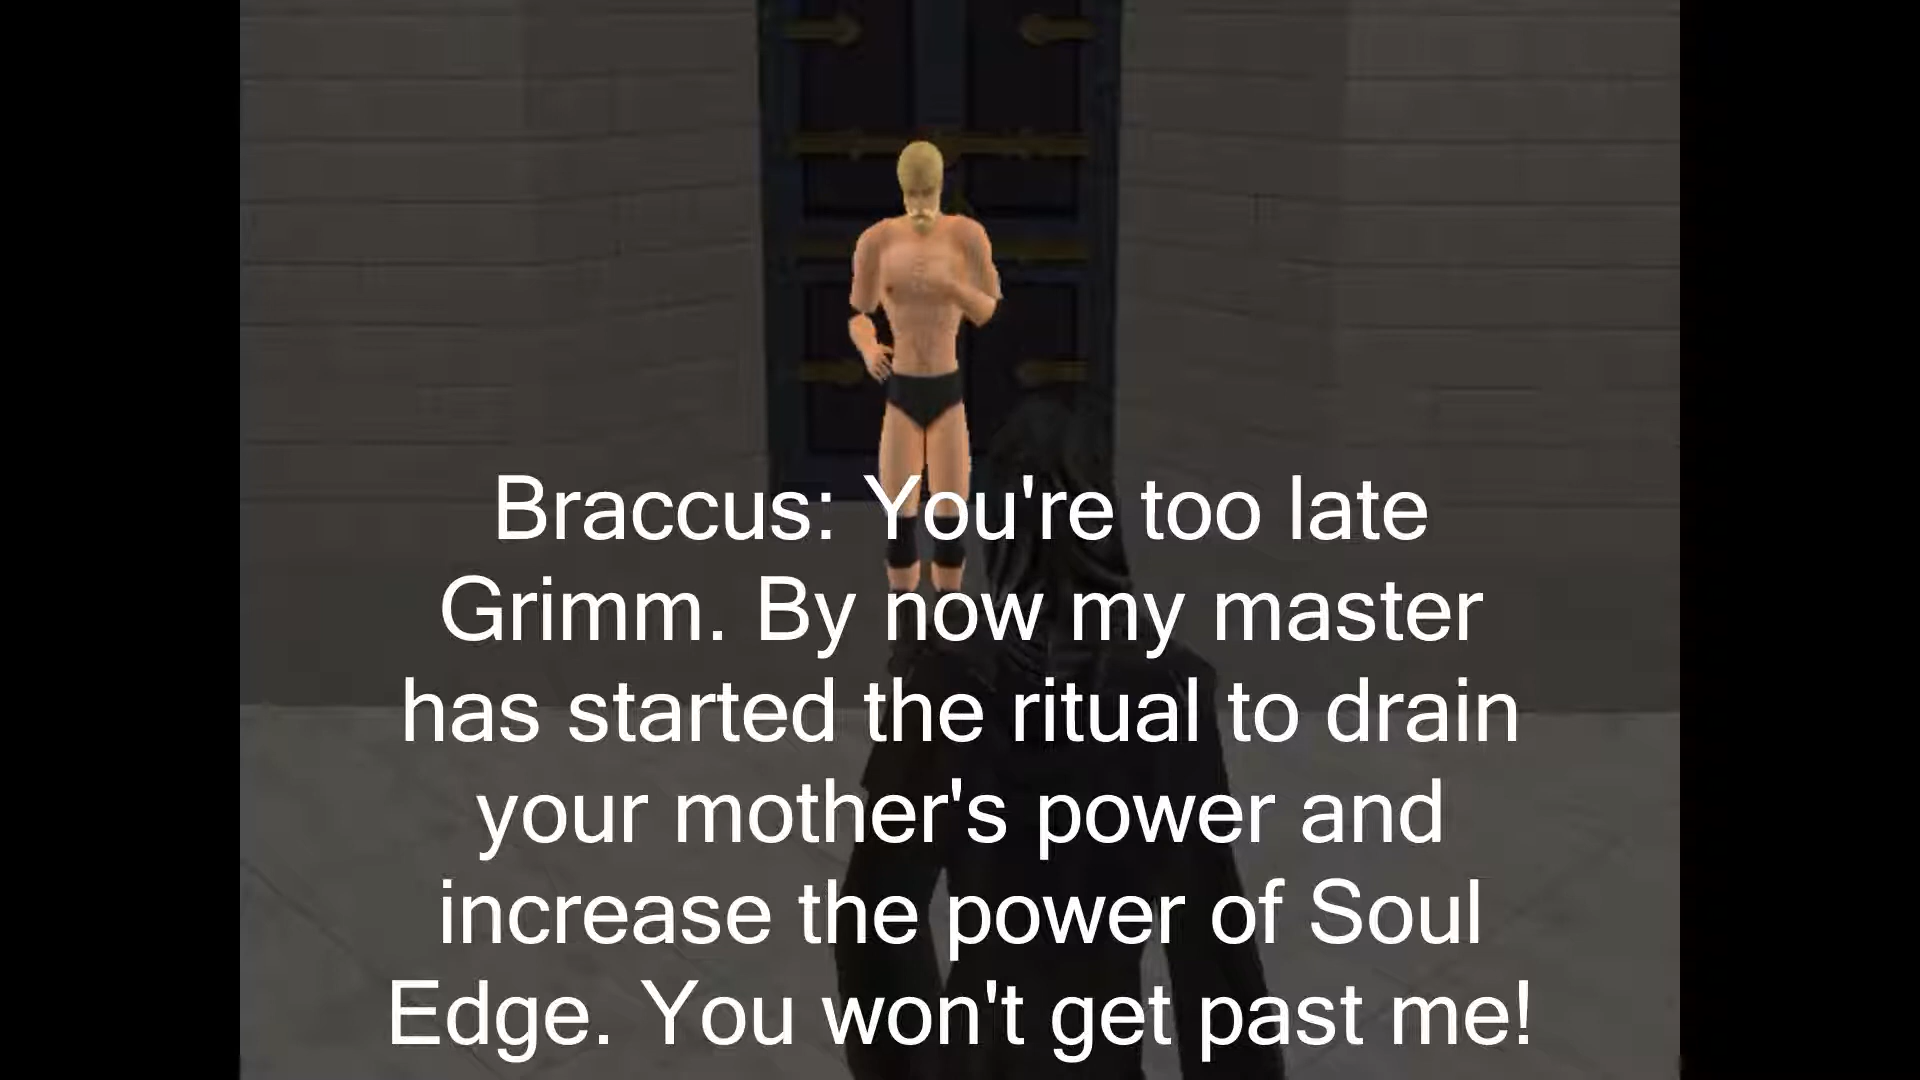 Braccus: You're too late
Grimm. By now my master
has started the ritual to drain
your mother's power and
increase the power of Soul
Edge. You won't get past me!